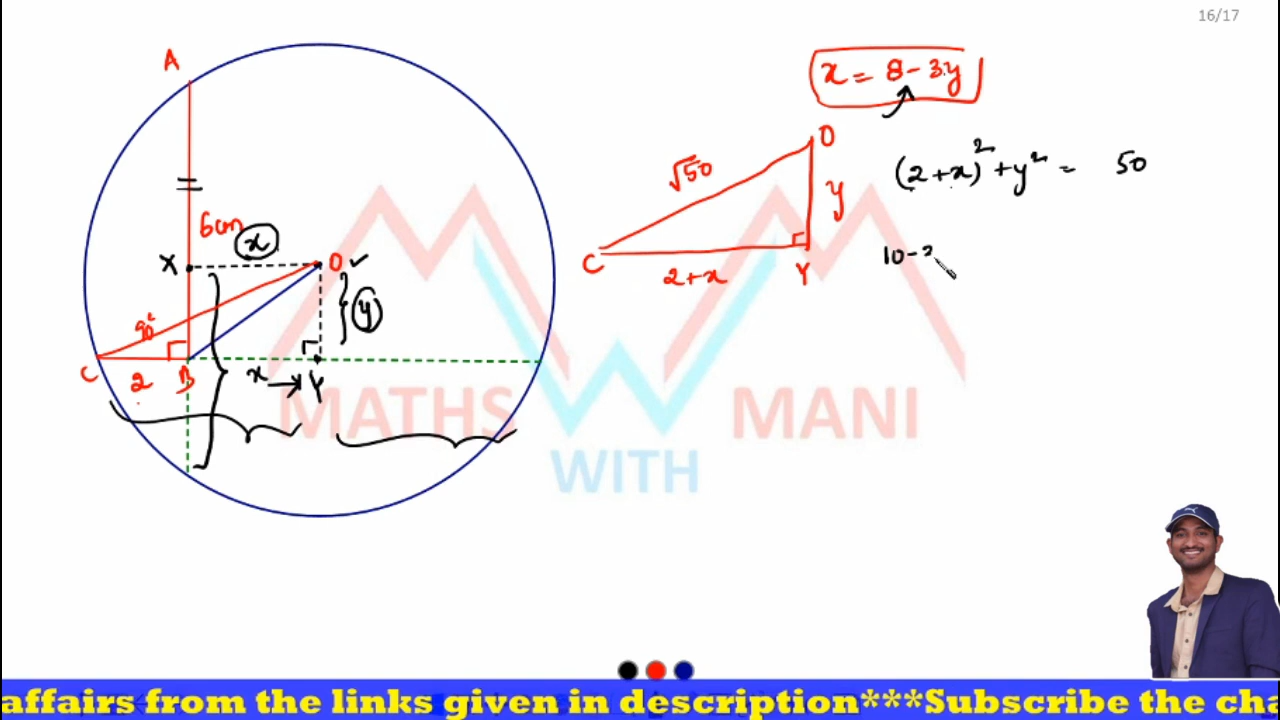 16/17
A
x = 8 - 3y
O
√50
(2+x)² + y² = 50
y
6cm
x
X
O
C
Y
2+x
10-3
y
90°
C
2
B
x
Y
MATHS
WITH
MANI
affairs from the links given in description***Subscribe the cha